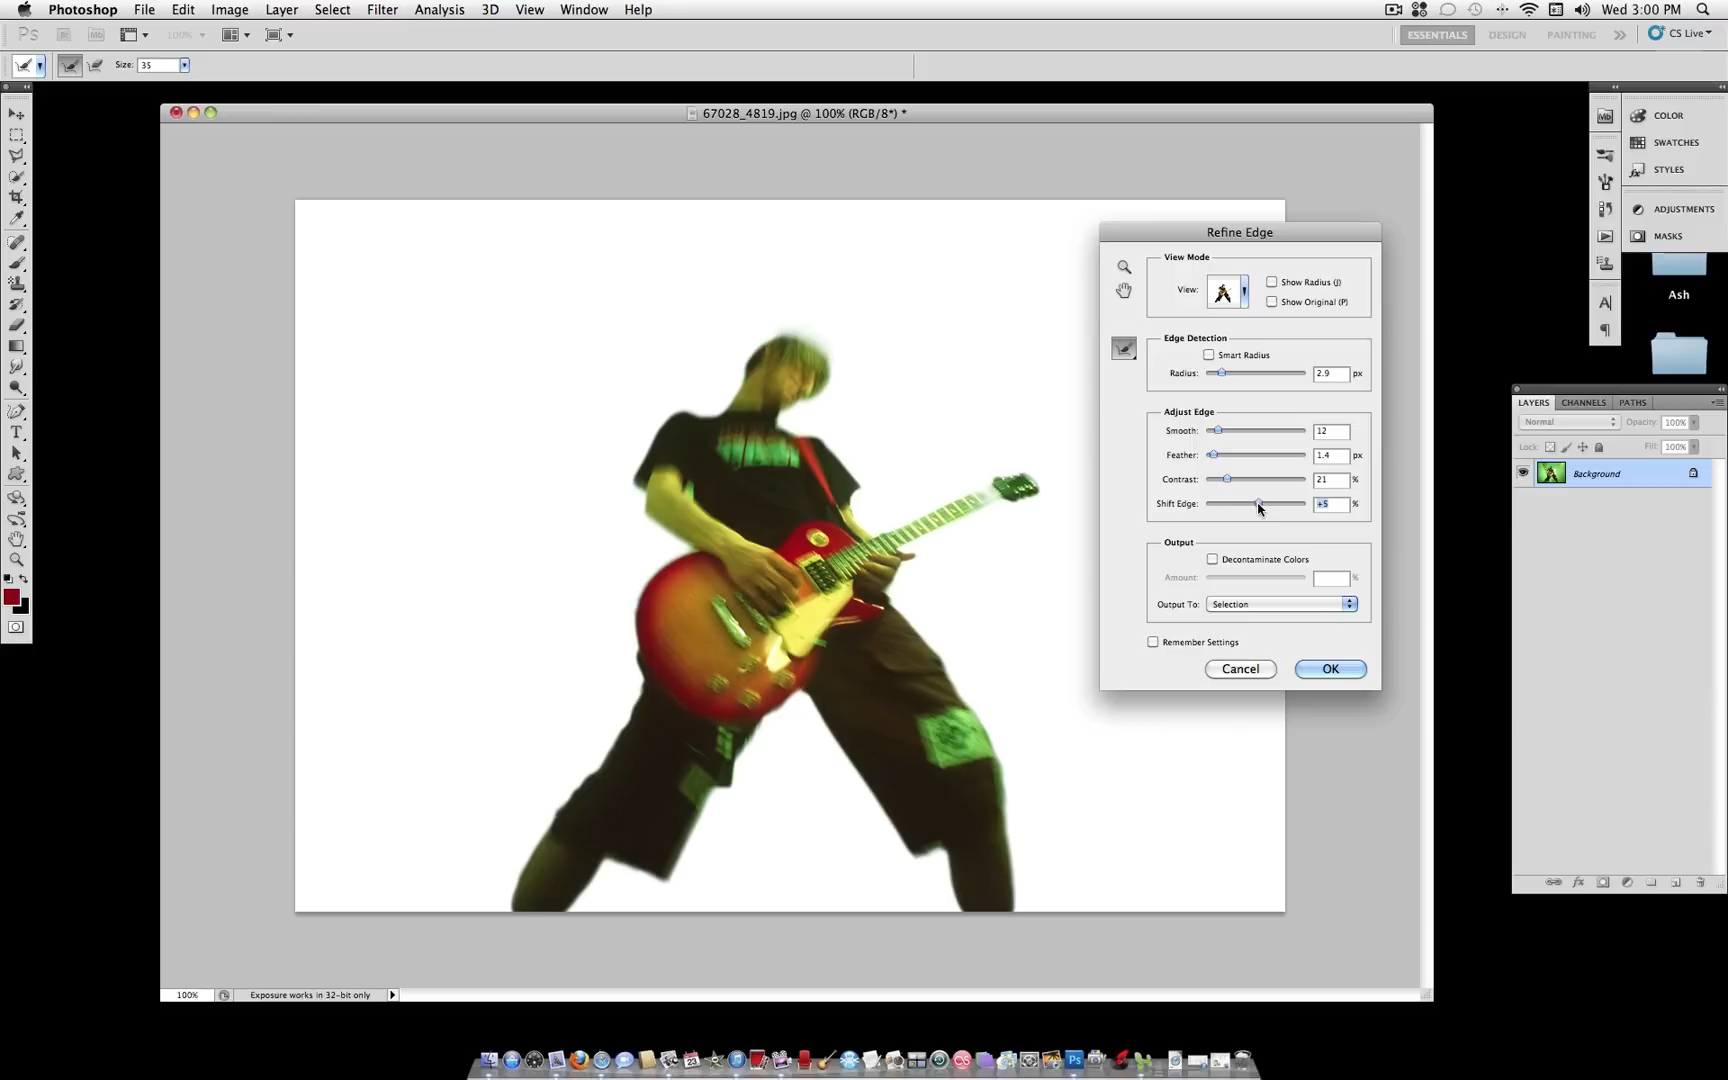 Photoshop File Edit Image Layer Select Filter Analysis 3D View Window Help Wed 3:00 PM
Ps Br Mb 100% ESSENTIALS DESIGN PAINTING CS Live
Size: 35
67028_4819.jpg @ 100% (RGB/8*) *
Mb COLOR
SWATCHES
STYLES
ADJUSTMENTS
MASKS
Ash
Refine Edge
View Mode
View:
Show Radius (J)
Show Original (P)
Edge Detection
Smart Radius
Radius: 2.9 px
Adjust Edge
Smooth: 12
Feather: 1.4 px
Contrast: 21 %
Shift Edge: +5 %
Output
Decontaminate Colors
Amount: %
Output To: Selection
Remember Settings
Cancel OK
LAYERS CHANNELS PATHS
Normal Opacity: 100%
Lock: Fill: 100%
Background
100% Exposure works in 32-bit only